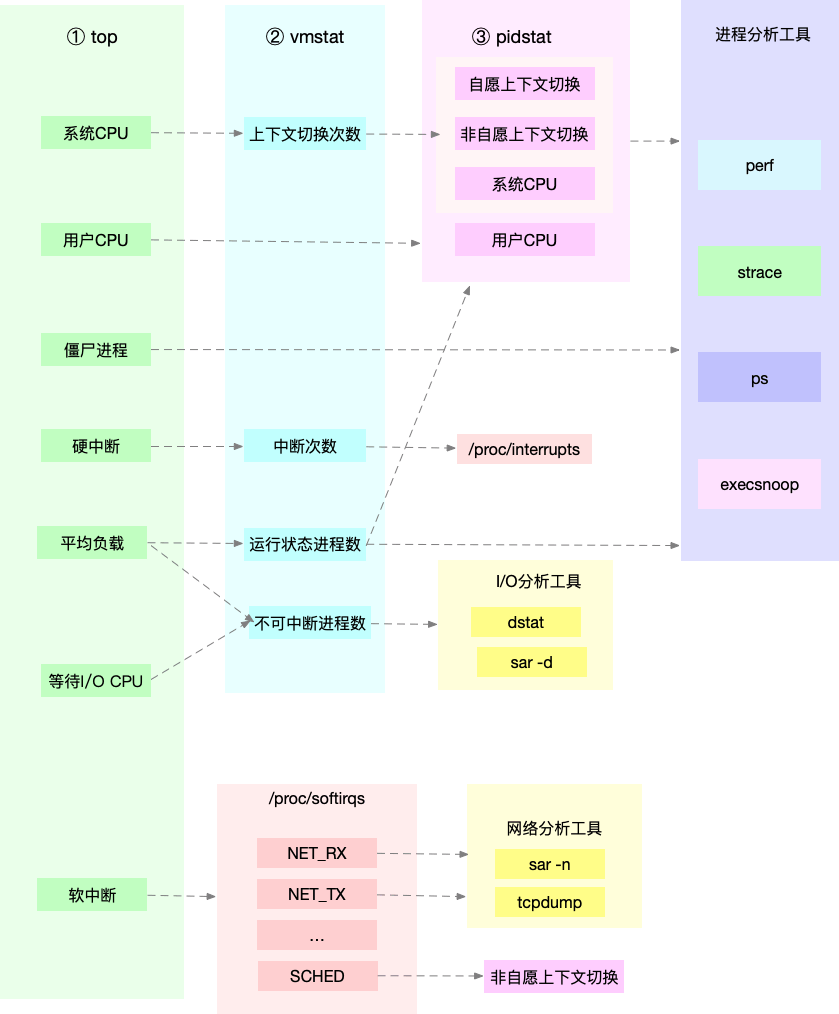 ① top
② vmstat
③ pidstat
进程分析工具
自愿上下文切换
系统CPU
上下文切换次数
非自愿上下文切换
perf
系统CPU
用户CPU
用户CPU
strace
僵尸进程
ps
硬中断
中断次数
/proc/interrupts
execsnoop
平均负载
运行状态进程数
I/O分析工具
不可中断进程数
dstat
等待I/O CPU
sar -d
/proc/softirqs
网络分析工具
NET_RX
sar -n
软中断
NET_TX
tcpdump
...
SCHED
非自愿上下文切换